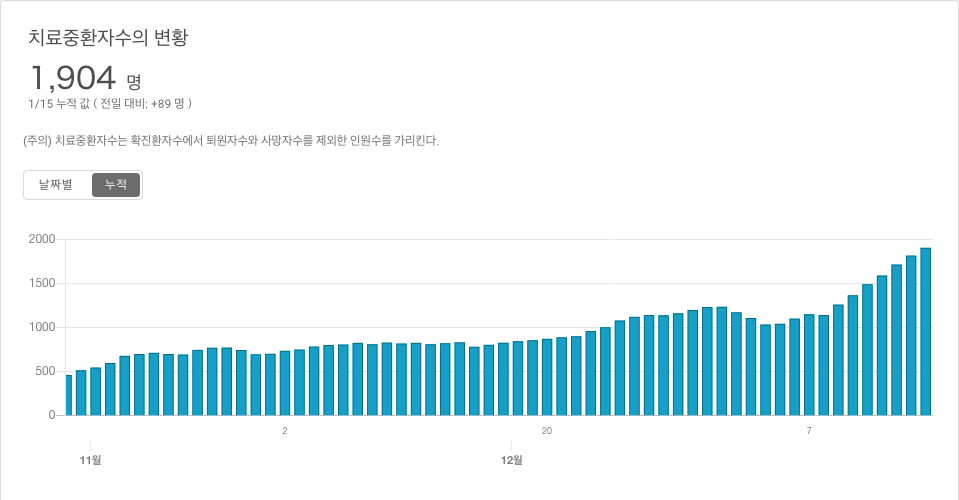 치료중환자수의 변황
1,904 명
1/15 누적 값 ( 전일 대비: +89 명 )
(주의) 치료중환자수는 확진환자수에서 퇴원자수와 사망자수를 제외한 인원수를 가리킨다.
날짜별 누적
2000
1500
1000
500
0
2 20 7
11월 12월